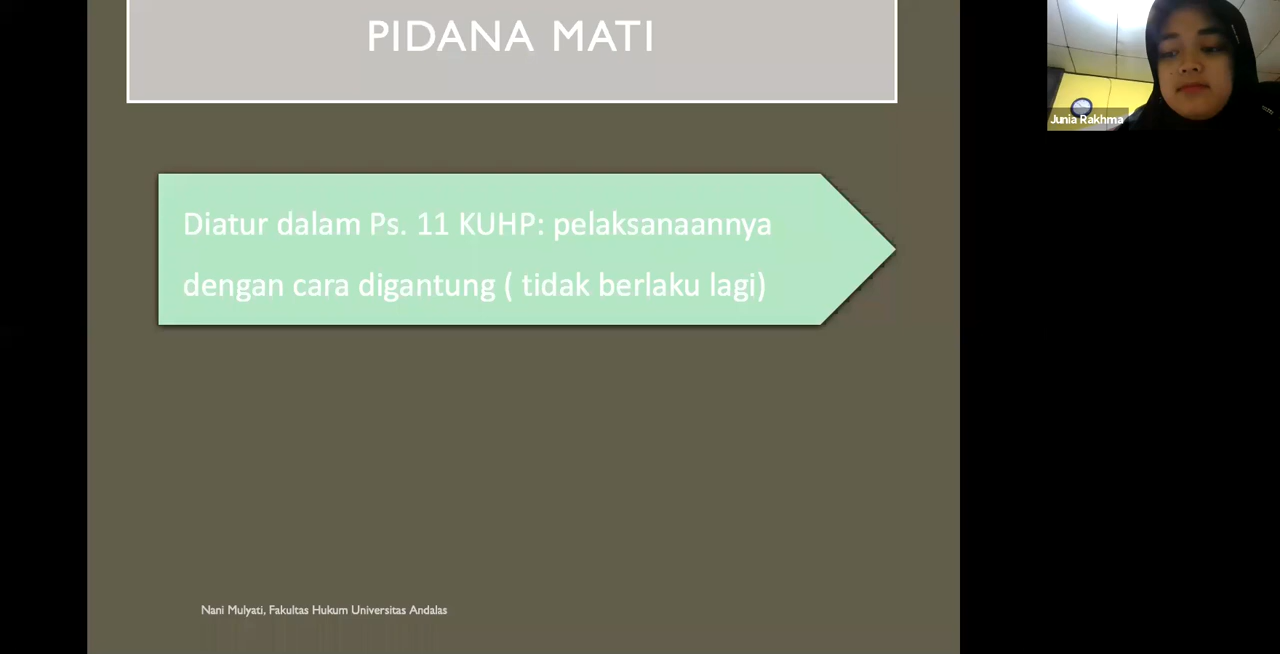 PIDANA MATI
Junia Rakhma
Diatur dalam Ps. 11 KUHP: pelaksanaannya
dengan cara digantung ( tidak berlaku lagi)
Nani Mulyati, Fakultas Hukum Universitas Andalas